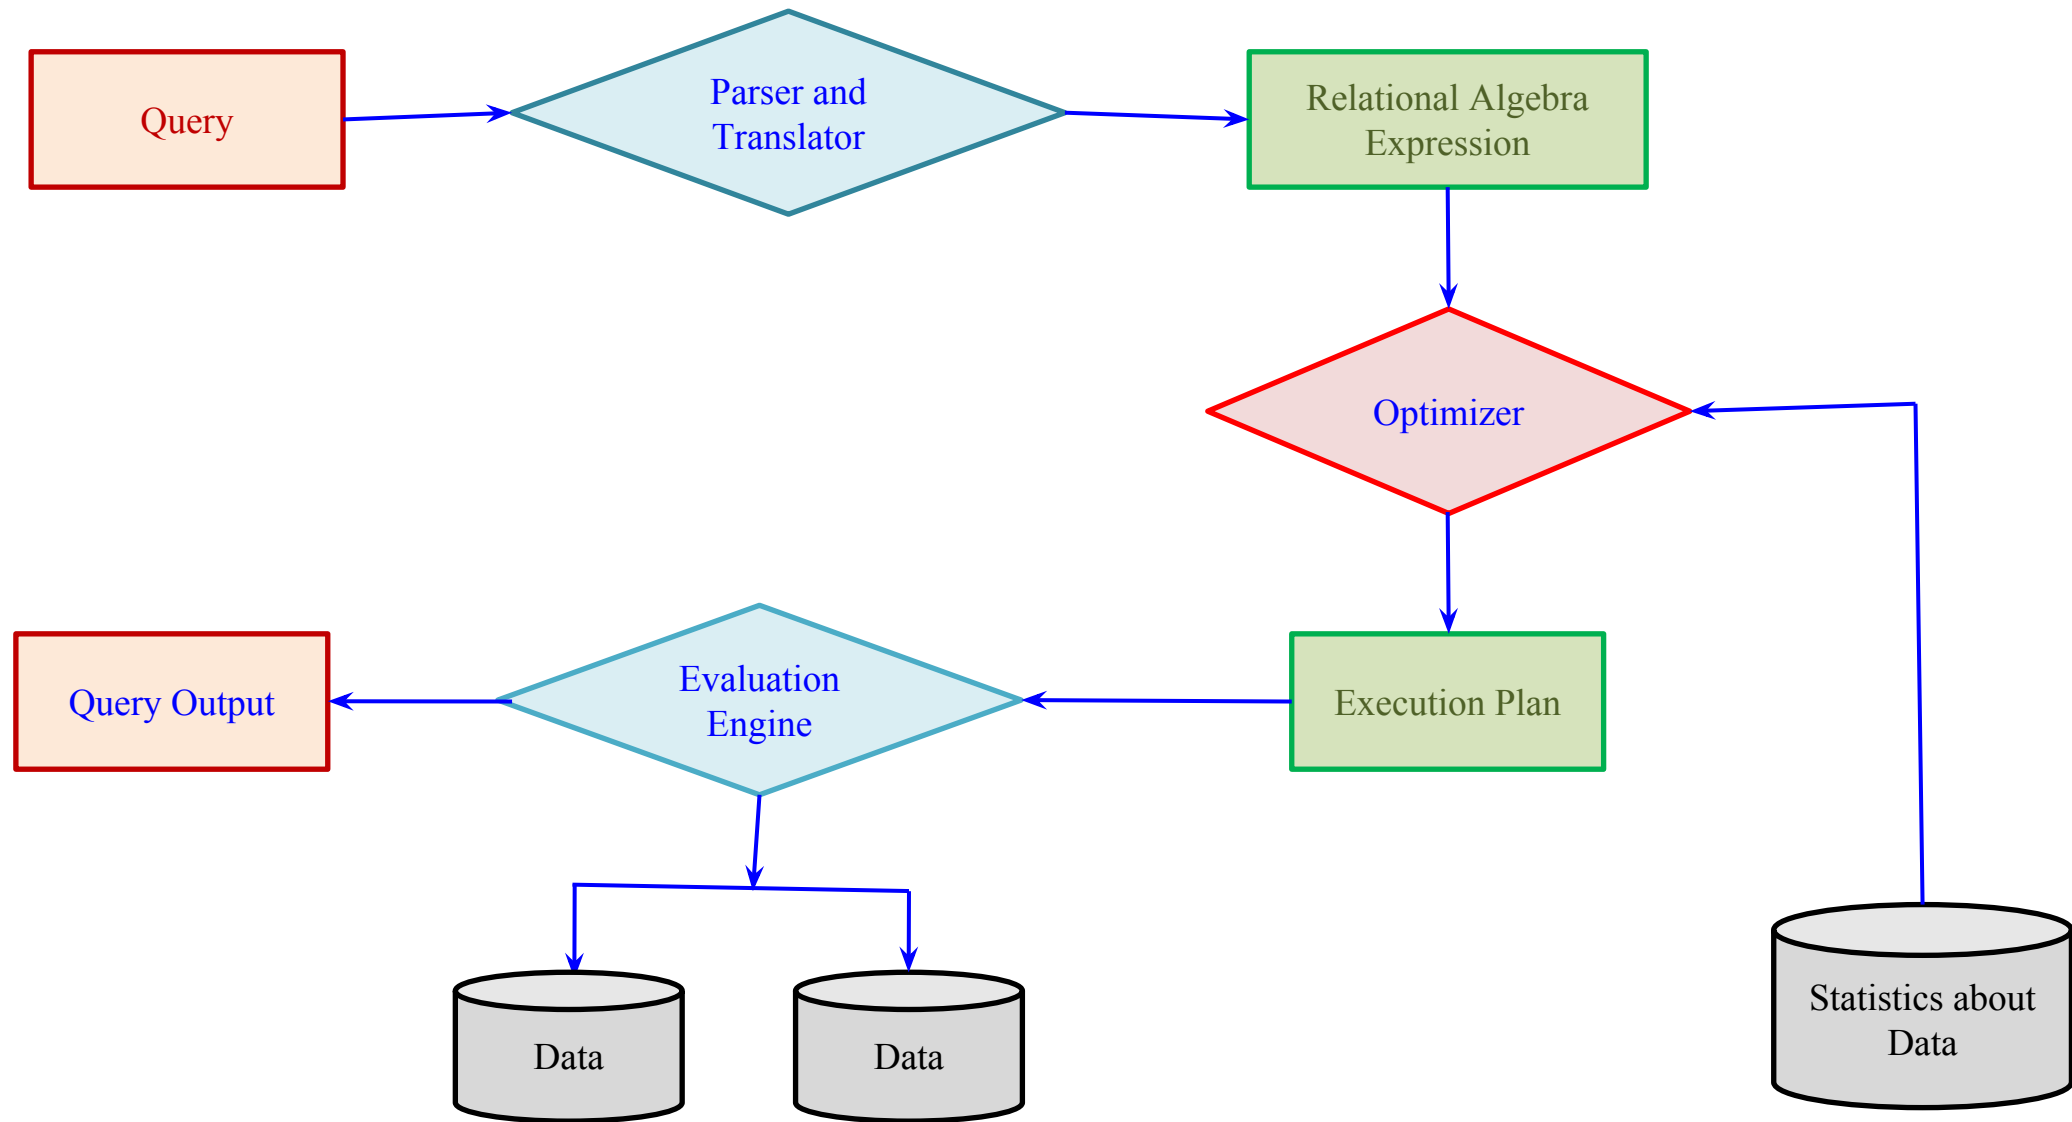 Query
Parser and
Translator
Relational Algebra
Expression
Optimizer
Query Output
Evaluation
Engine
Execution Plan
Data
Data
Statistics about
Data